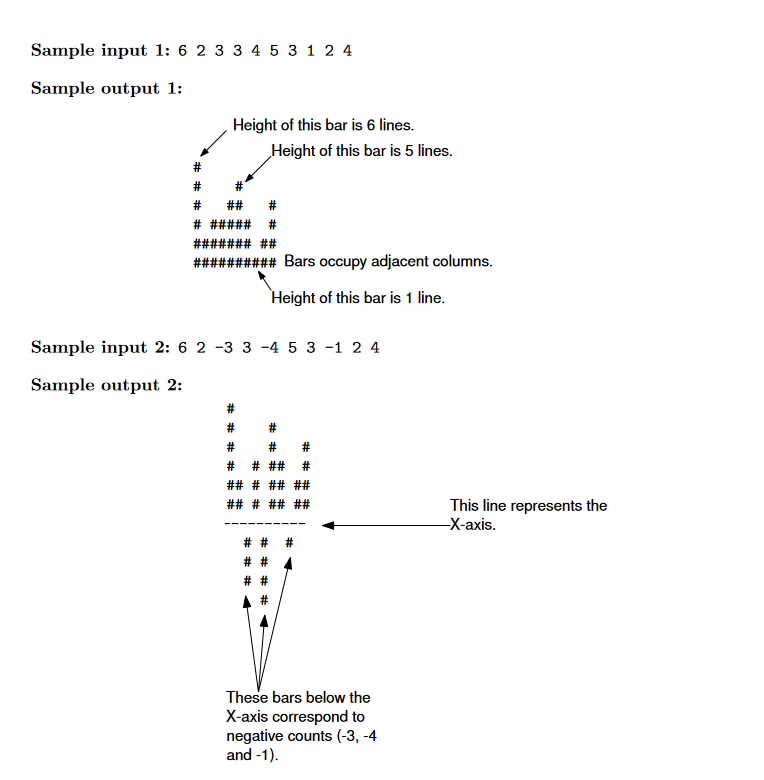 Sample input 1: 6 2 3 3 4 5 3 1 2 4
Sample output 1:
Height of this bar is 6 lines.
Height of this bar is 5 lines.
#
#    #
#   ##   #
# #####  #
####### ##
########## Bars occupy adjacent columns.
Height of this bar is 1 line.
Sample input 2: 6 2 -3 3 -4 5 3 -1 2 4
Sample output 2:
#
#    #
#    #   #
#  # ##  #
## # ## ##
## # ## ##
This line represents the
----------
X-axis.
  # #  #
  # #
  # #
    #
These bars below the
X-axis correspond to
negative counts (-3, -4
and -1).